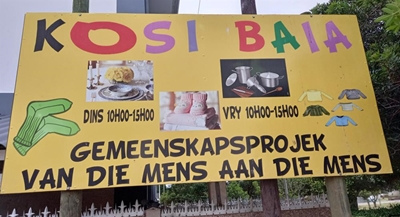 KOSI BAIA
DINS 10H00-15H00
VRY 10H00-15H00
GEMEENSKAPSPROJEK
VAN DIE MENS AAN DIE MENS